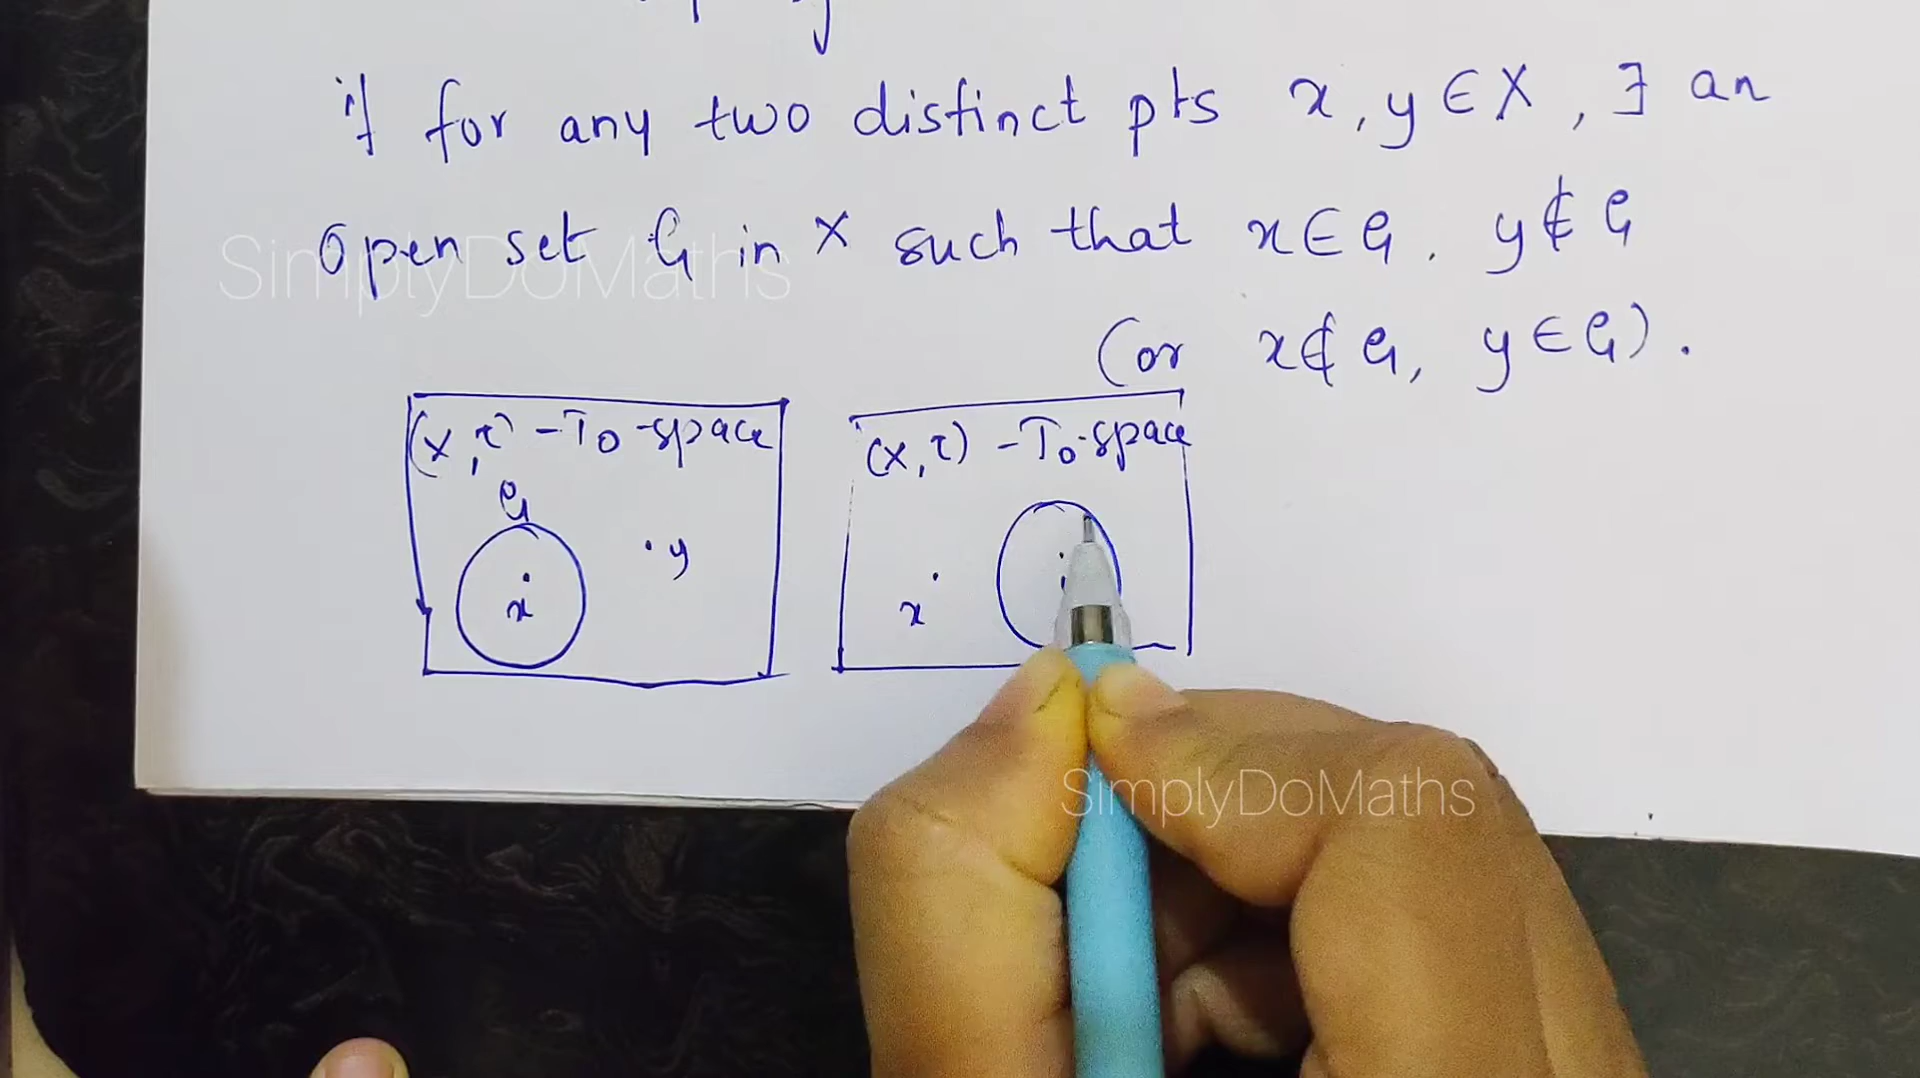 if for any two distinct pts x, y ∈ X, ∃ an
open set G in X such that x ∈ G. y ∉ G
(or x ∉ G, y ∈ G).
(X, τ) - T₀-space
G
x
. y
(X, τ) - T₀-space
x
SimplyDoMaths
SimplyDoMaths